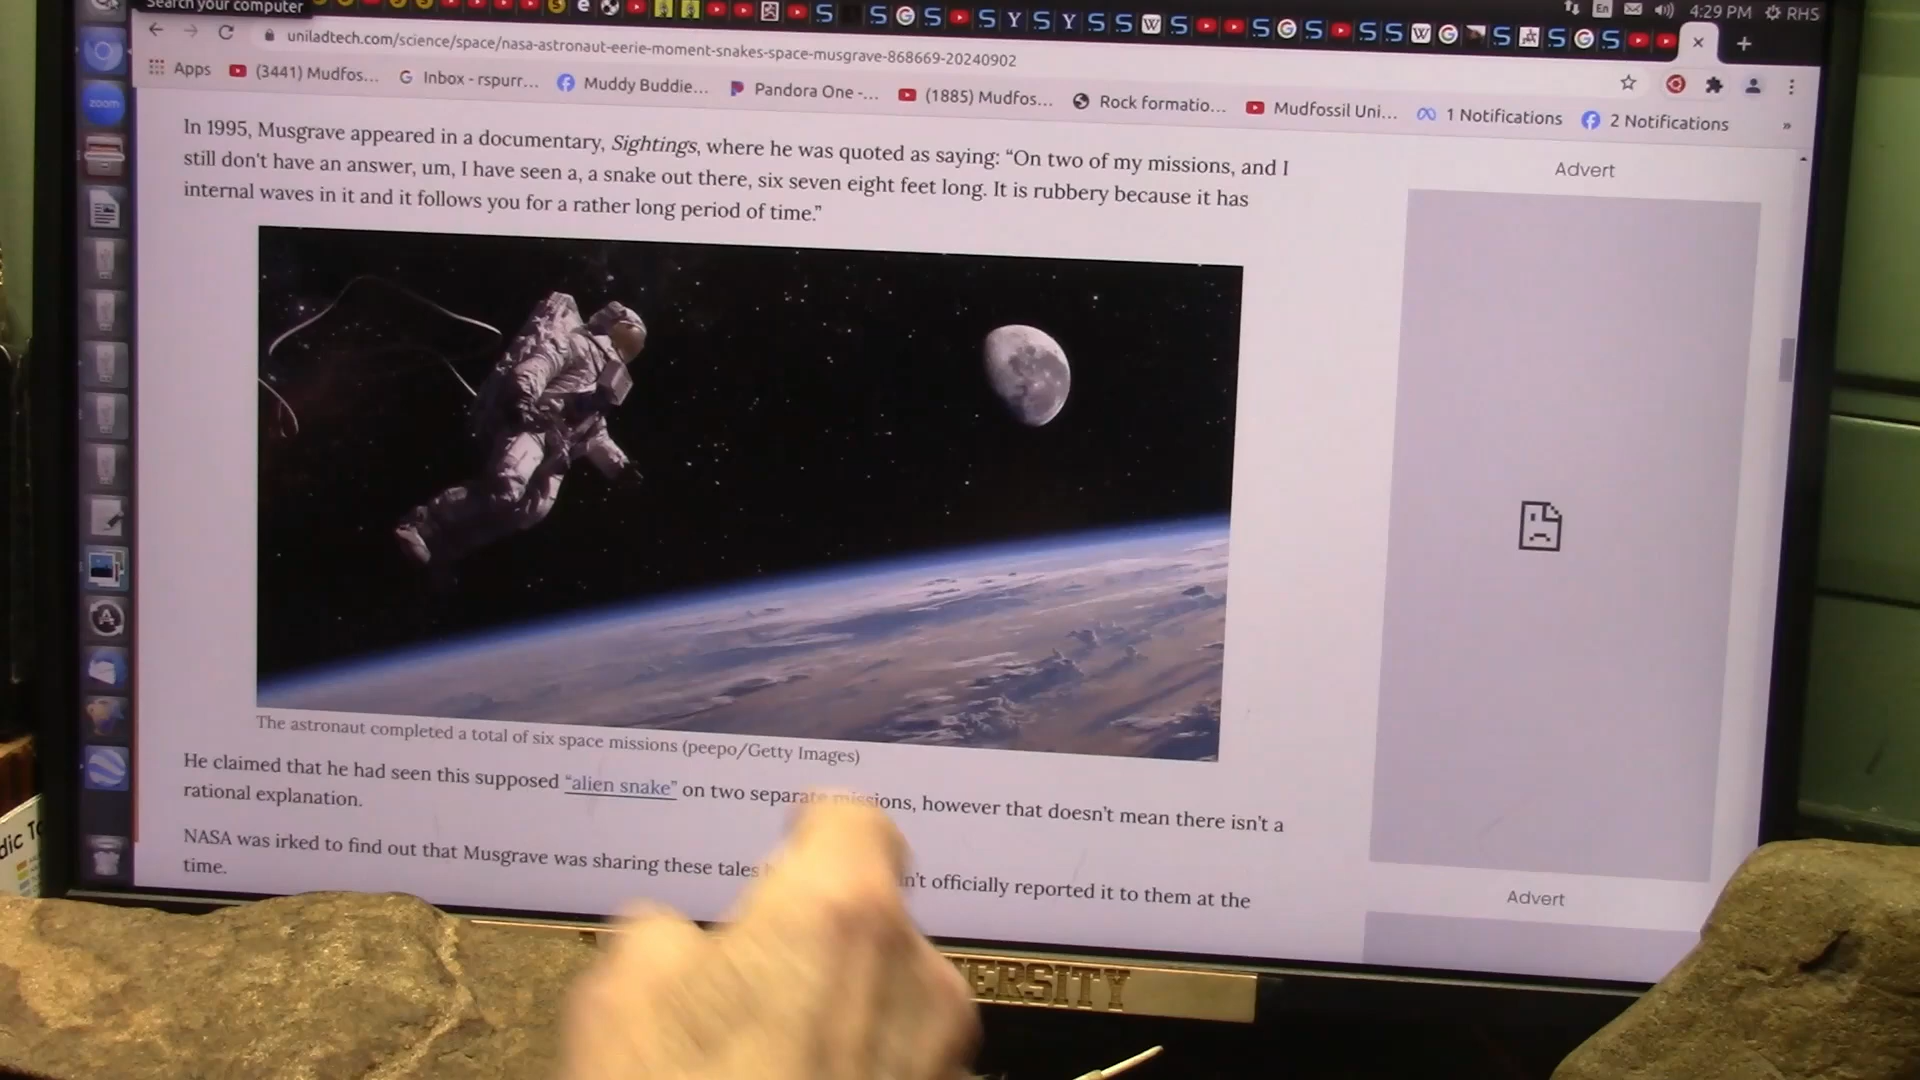 Search your computer
En 4:29 PM RHS
uniladtech.com/science/space/nasa-astronaut-eerie-moment-snakes-space-musgrave-868669-20240902
Apps (3441) Mudfos... Inbox - rspurr... Muddy Buddie... Pandora One -... (1885) Mudfos... Rock formatio... Mudfossil Uni... 1 Notifications 2 Notifications »
zoom
In 1995, Musgrave appeared in a documentary, Sightings, where he was quoted as saying: “On two of my missions, and I
still don't have an answer, um, I have seen a, a snake out there, six seven eight feet long. It is rubbery because it has
internal waves in it and it follows you for a rather long period of time.”
Advert
The astronaut completed a total of six space missions (peepo/Getty Images)
He claimed that he had seen this supposed “alien snake” on two separate missions, however that doesn’t mean there isn’t a
rational explanation.
NASA was irked to find out that Musgrave was sharing these tales n’t officially reported it to them at the
time.
Advert
ERSITY